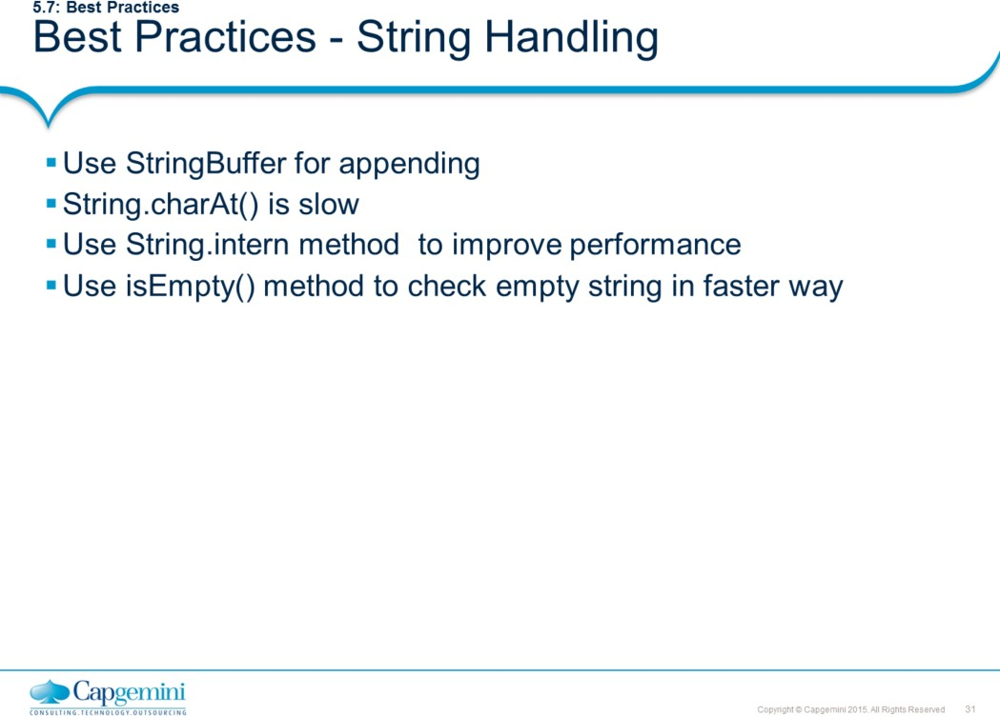 5.7: Best Practices
Best Practices - String Handling
Use StringBuffer for appending
String.charAt() is slow
Use String.intern method  to improve performance
Use isEmpty() method to check empty string in faster way
Capgemini
CONSULTING.TECHNOLOGY.OUTSOURCING
Copyright © Capgemini 2015. All Rights Reserved 31